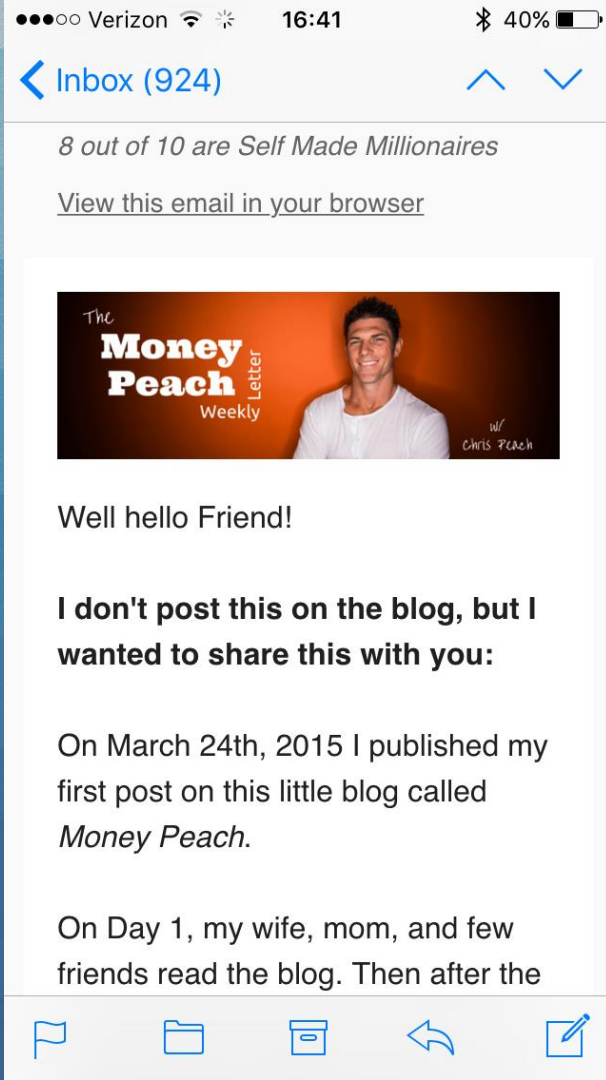 Verizon 16:41 40%
Inbox (924)
8 out of 10 are Self Made Millionaires
View this email in your browser
The
Money
Peach
Weekly Letter
w/
Chris Peach
Well hello Friend!
I don't post this on the blog, but I
wanted to share this with you:
On March 24th, 2015 I published my
first post on this little blog called
Money Peach.
On Day 1, my wife, mom, and few
friends read the blog. Then after the